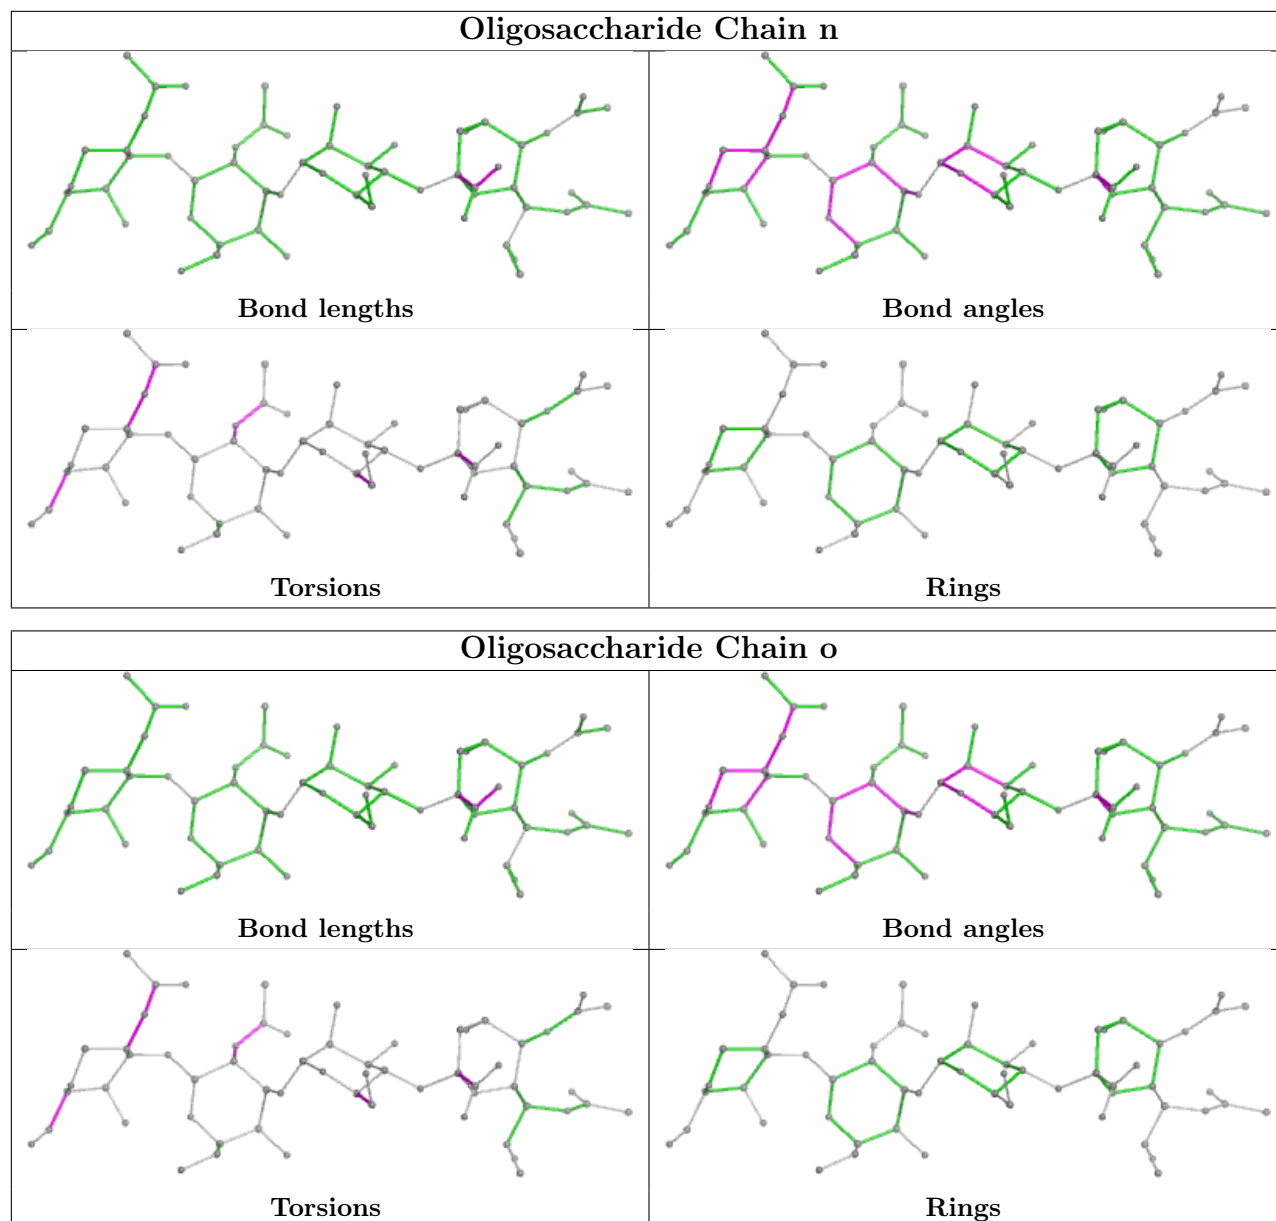 Oligosaccharide Chain n
Bond lengths
Bond angles
Torsions
Rings
Oligosaccharide Chain o
Bond lengths
Bond angles
Torsions
Rings